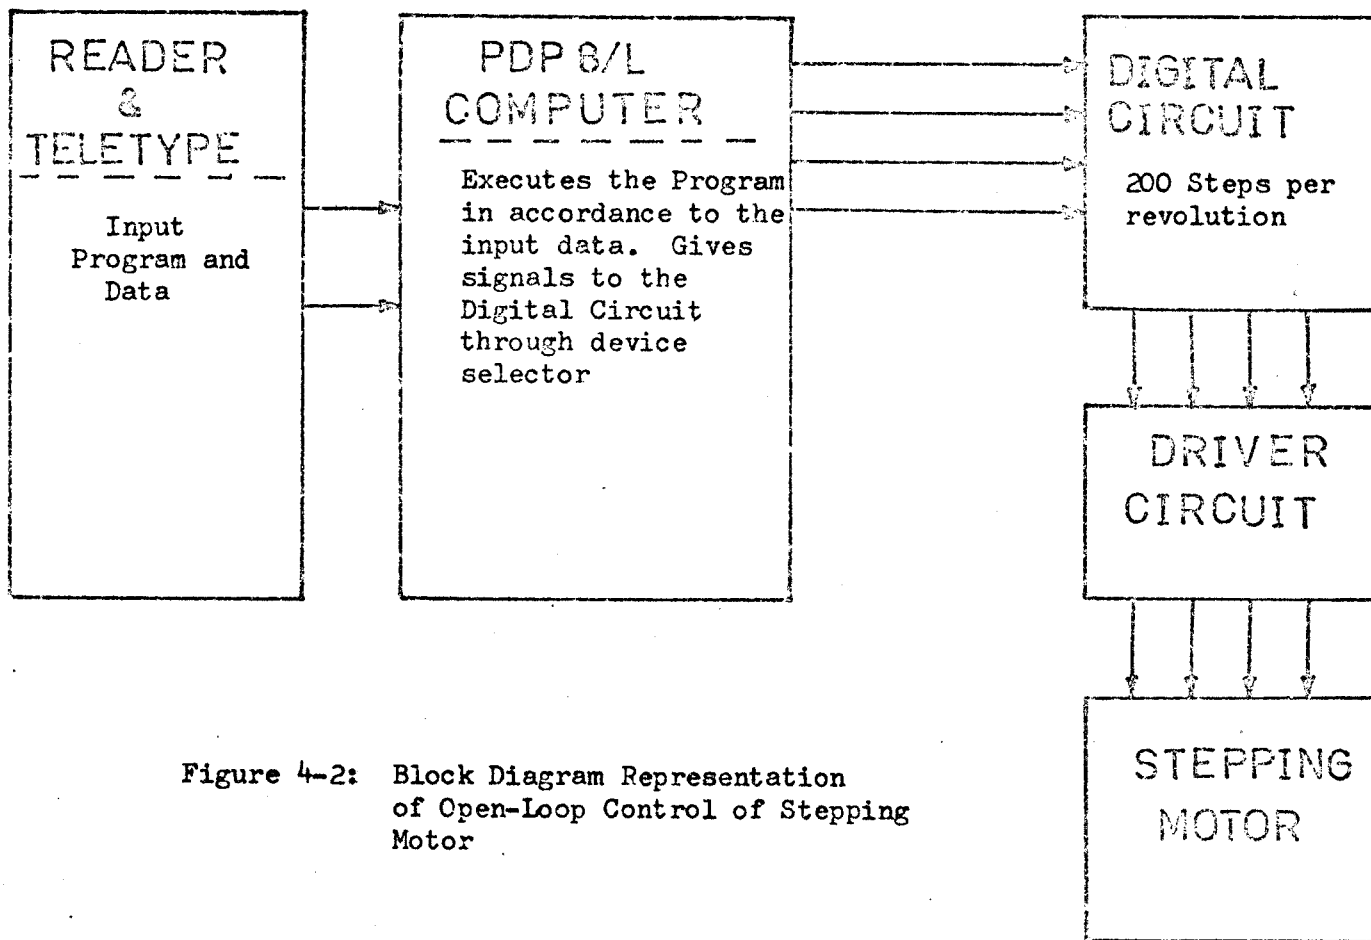 READER
&
TELETYPE
Input
Program and
Data
PDP 8/L
COMPUTER
Executes the Program
in accordance to the
input data. Gives
signals to the
Digital Circuit
through device
selector
DIGITAL
CIRCUIT
200 Steps per
revolution
DRIVER
CIRCUIT
STEPPING
MOTOR
Figure 4-2: Block Diagram Representation
of Open-Loop Control of Stepping
Motor